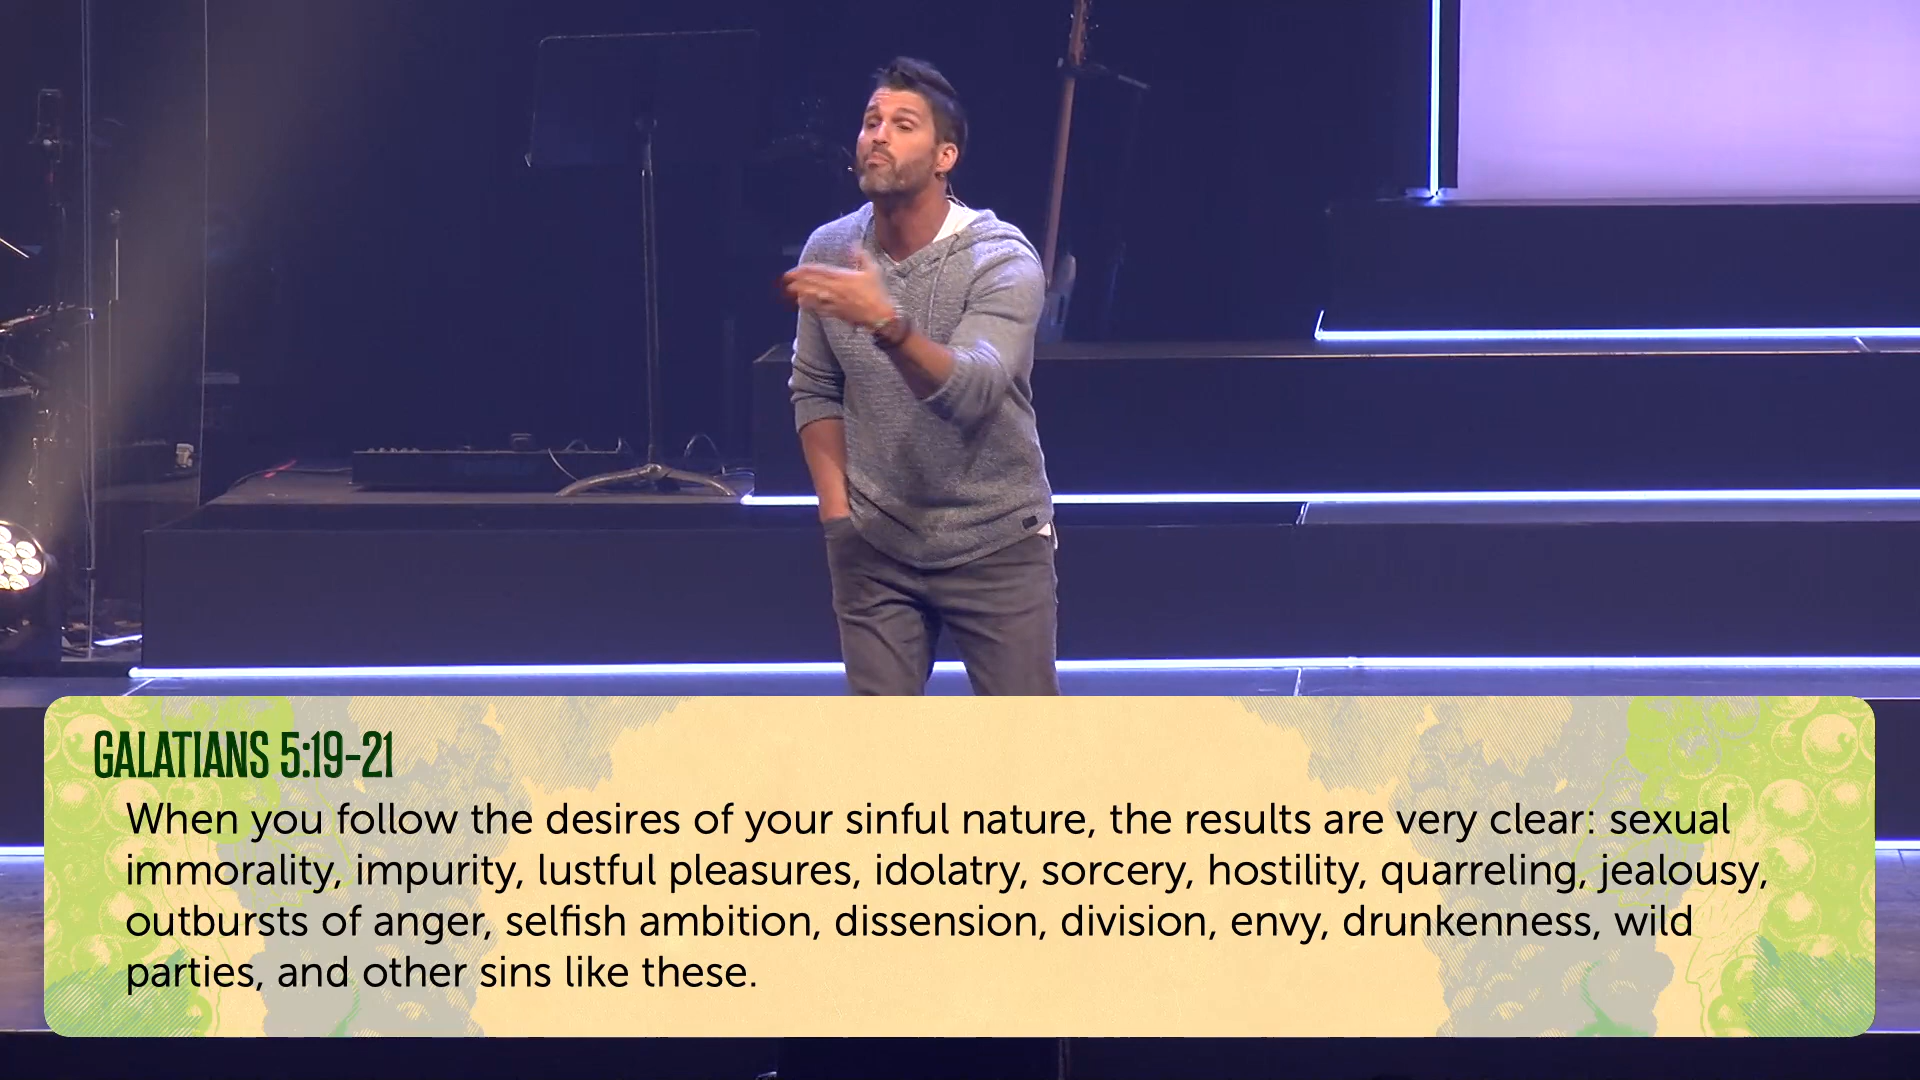 GALATIANS 5:19-21
When you follow the desires of your sinful nature, the results are very clear: sexual
immorality, impurity, lustful pleasures, idolatry, sorcery, hostility, quarreling, jealousy,
outbursts of anger, selfish ambition, dissension, division, envy, drunkenness, wild
parties, and other sins like these.